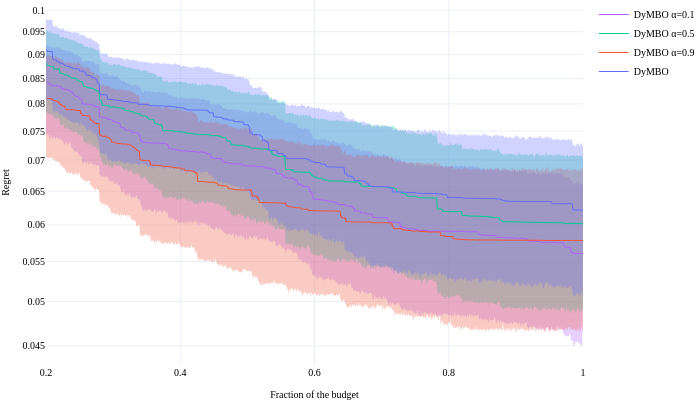 0.1
0.095
0.09
0.085
0.08
0.075
0.07
0.065
0.06
0.055
0.05
0.045
Regret
0.2 0.4 0.6 0.8 1
Fraction of the budget
DyMBO α=0.1
DyMBO α=0.5
DyMBO α=0.9
DyMBO